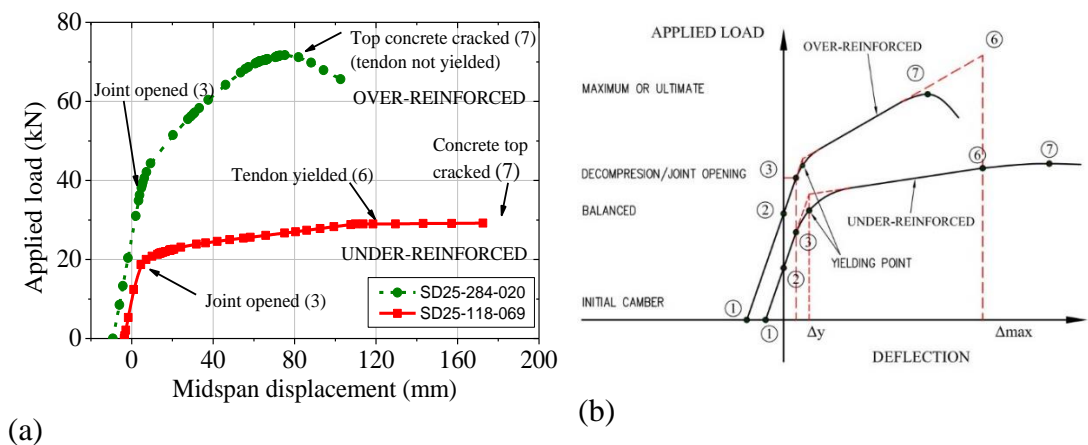 80
60
40
20
0
Applied load (kN)
Top concrete cracked (7)
(tendon not yielded)
Joint opened (3)
OVER-REINFORCED
Concrete top
cracked (7)
Tendon yielded (6)
UNDER-REINFORCED
Joint opened (3)
SD25-284-020
SD25-118-069
0 40 80 120 160 200
Midspan displacement (mm)
(a)
APPLIED LOAD
OVER-REINFORCED
⑥
⑦
MAXIMUM OR ULTIMATE
DECOMPRESION/JOINT OPENING
③
⑥
⑦
BALANCED
②
UNDER-REINFORCED
③
YIELDING POINT
②
INITIAL CAMBER
①
①
Δy
Δmax
DEFLECTION
(b)